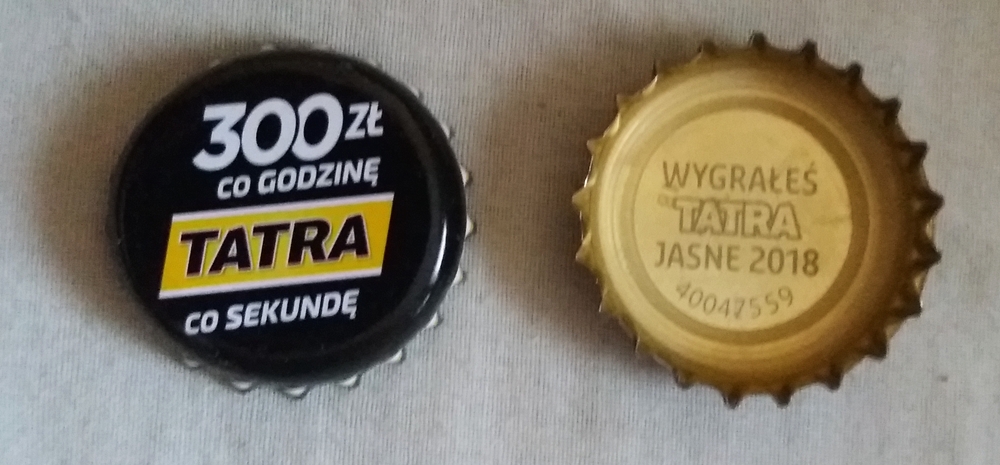 300 ZŁ
CO GODZINĘ
TATRA
CO SEKUNDĘ
WYGRAŁEŚ
TATRA
JASNE 2018
40047559